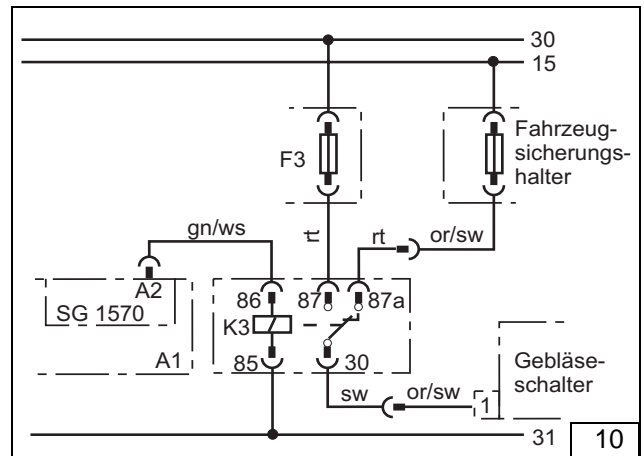 30
15
F3
Fahrzeug-
sicherungs-
halter
gn/ws
rt
rt
or/sw
A2
SG 1570
A1
86
87
87a
K3
85
30
sw
or/sw
1
Gebläse-
schalter
31
10